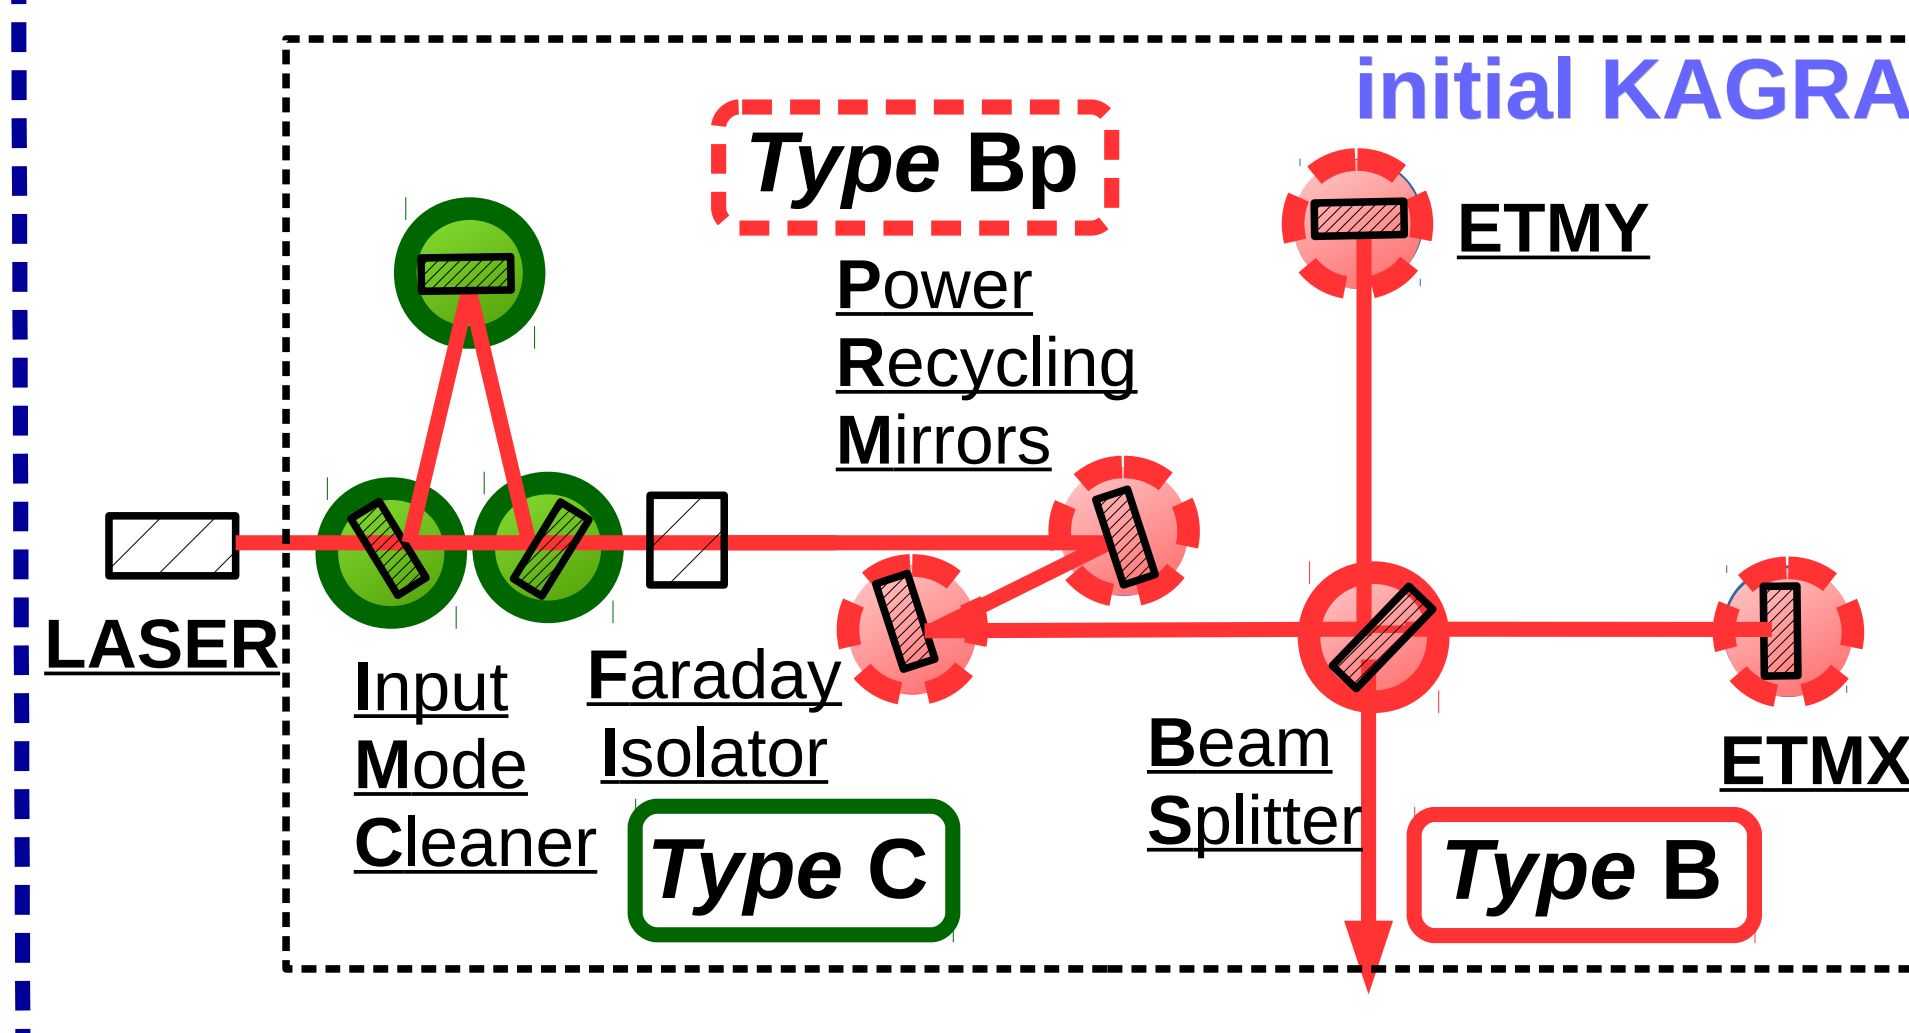 initial KAGRA
Type Bp
ETMY
Power
Recycling
Mirrors
LASER
Input
Mode
Cleaner
Faraday
Isolator
Beam
Splitter
ETMX
Type C
Type B